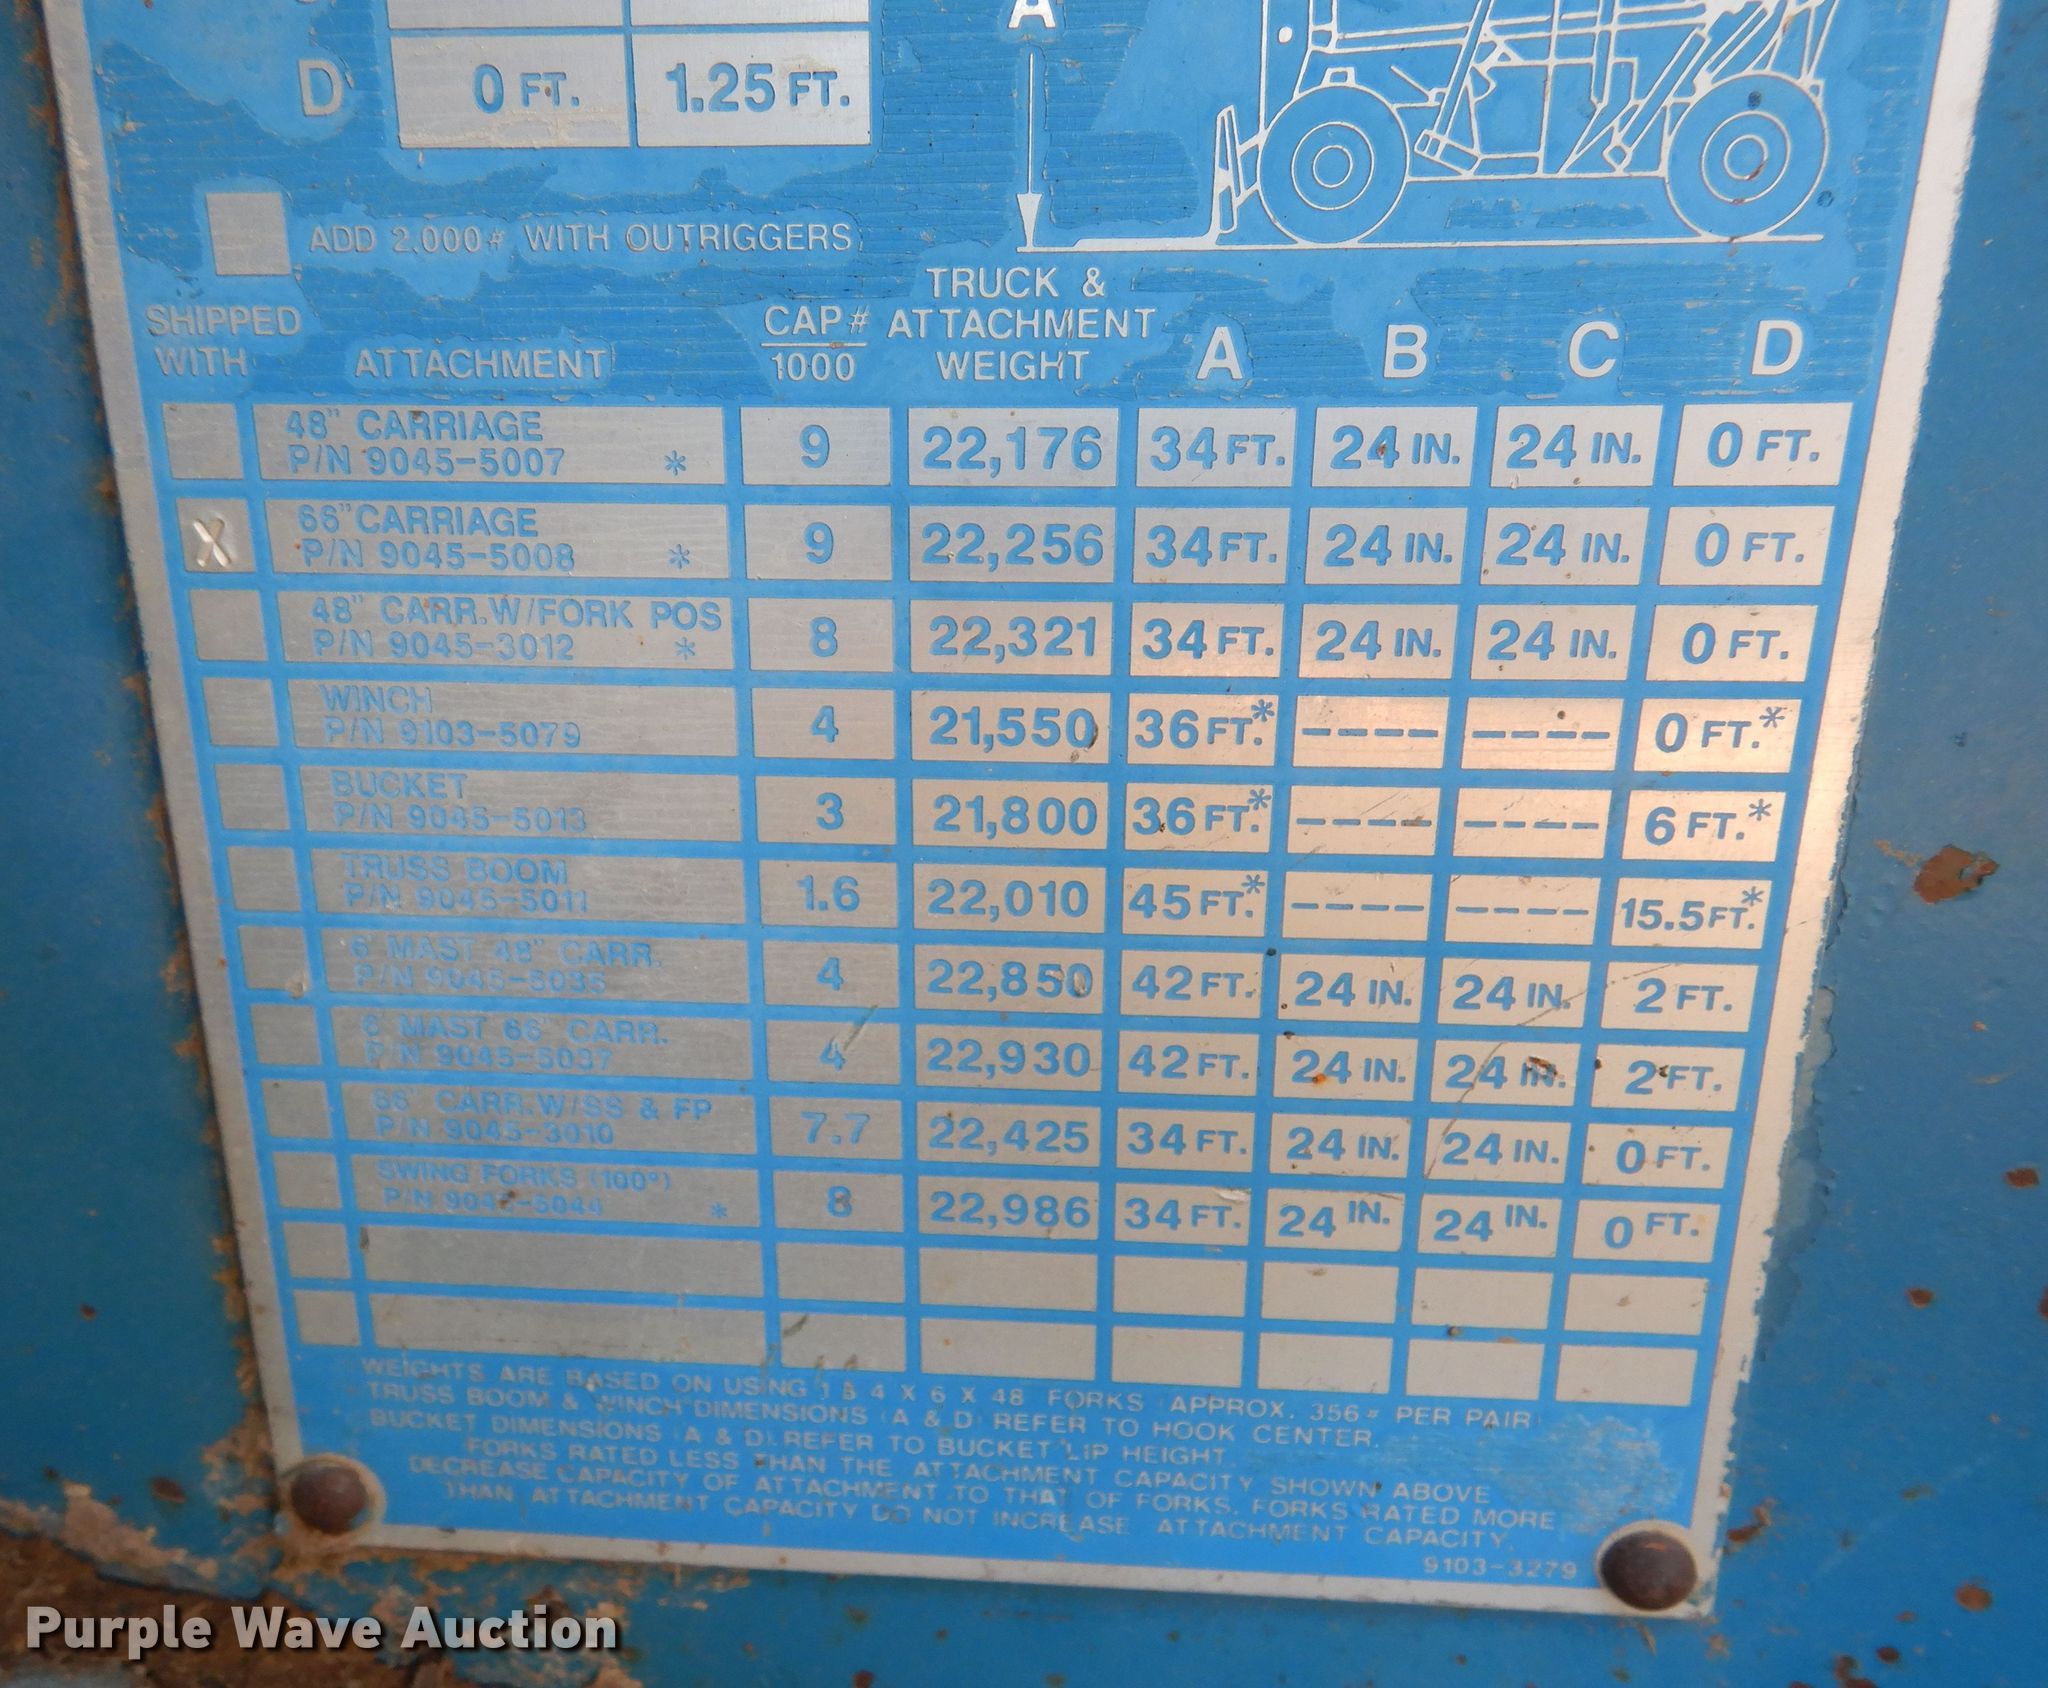 A
D 0 FT. 1.25 FT.
ADD 2,000# WITH OUTRIGGERS
SHIPPED WITH ATTACHMENT CAP# 1000 TRUCK & ATTACHMENT WEIGHT A B C D
48" CARRIAGE P/N 9045-5007 * 9 22,176 34 FT. 24 IN. 24 IN. 0 FT.
X 66" CARRIAGE P/N 9045-5008 * 9 22,256 34 FT. 24 IN. 24 IN. 0 FT.
48" CARR. W/FORK POS P/N 9045-3012 * 8 22,321 34 FT. 24 IN. 24 IN. 0 FT.
WINCH P/N 9103-5079 4 21,550 36 FT.* ---- ---- 0 FT.*
BUCKET P/N 9045-5013 3 21,800 36 FT.* ---- ---- 6 FT.*
TRUSS BOOM P/N 9045-5011 1.6 22,010 45 FT.* ---- ---- 15.5 FT.*
6' MAST 48" CARR. P/N 9045-5035 4 22,850 42 FT. 24 IN. 24 IN. 2 FT.
6' MAST 66" CARR. P/N 9045-5037 4 22,930 42 FT. 24 IN. 24 IN. 2 FT.
66" CARR. W/SS & FP P/N 9045-3010 7.7 22,425 34 FT. 24 IN. 24 IN. 0 FT.
SWING FORKS (100°) P/N 9045-5044 * 8 22,986 34 FT. 24 IN. 24 IN. 0 FT.
WEIGHTS ARE BASED ON USING 4 X 6 X 48 FORKS (APPROX. 356# PER PAIR)
TRUSS BOOM & WINCH DIMENSIONS (A & D) REFER TO HOOK CENTER.
BUCKET DIMENSIONS (A & D) REFER TO BUCKET LIP HEIGHT.
FORKS RATED LESS THAN THE ATTACHMENT CAPACITY SHOWN ABOVE
DECREASE CAPACITY OF ATTACHMENT TO THAT OF FORKS. FORKS RATED MORE
THAN ATTACHMENT CAPACITY DO NOT INCREASE ATTACHMENT CAPACITY.
9103-3279
Purple Wave Auction